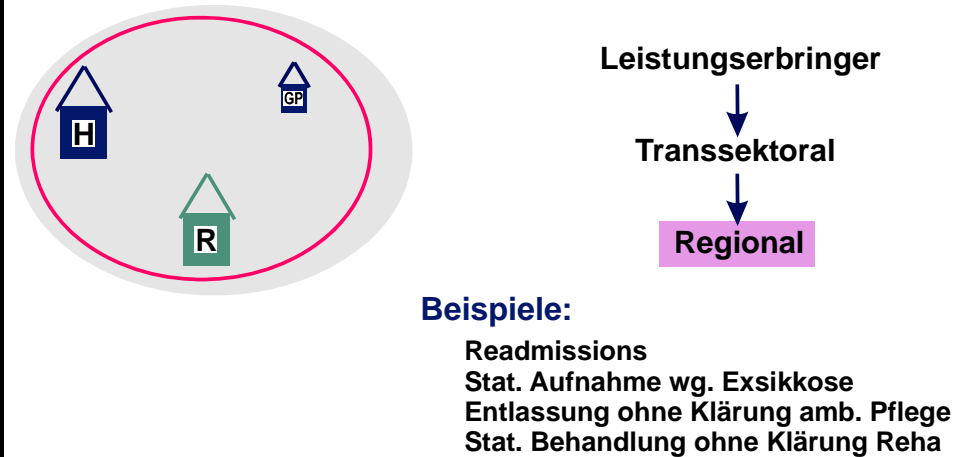 H
GP
R
Leistungserbringer
Transsektoral
Regional
Beispiele:
Readmissions
Stat. Aufnahme wg. Exsikkose
Entlassung ohne Klärung amb. Pflege
Stat. Behandlung ohne Klärung Reha